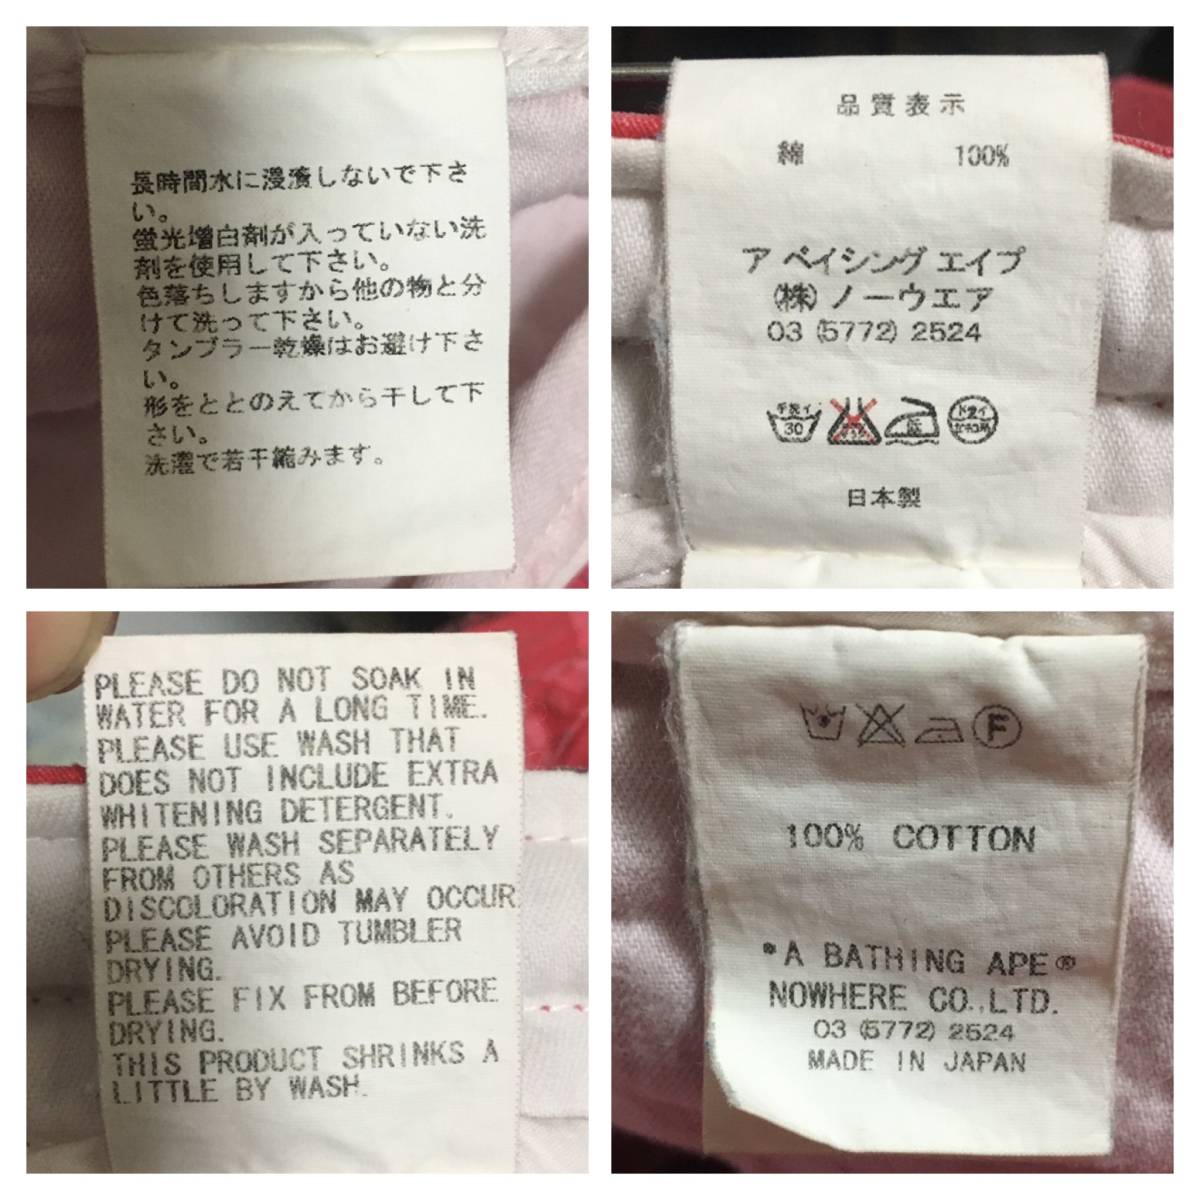 長時間水に浸漬しないで下さ
い。
蛍光増白剤が入っていない洗
剤を使用して下さい。
色落ちしますから他の物と分
けて洗って下さい。
タンブラー乾燥はお避け下さ
い。
形をととのえてから干して下
さい。
洗濯で若干縮みます。
品質表示
綿 100%
ア ベイシング エイプ
(株) ノーウエア
03 (5772) 2524
手洗イ 30 低
日本製
PLEASE DO NOT SOAK IN
WATER FOR A LONG TIME.
PLEASE USE WASH THAT
DOES NOT INCLUDE EXTRA
WHITENING DETERGENT.
PLEASE WASH SEPARATELY
FROM OTHERS AS
DISCOLORATION MAY OCCUR.
PLEASE AVOID TUMBLER
DRYING.
PLEASE FIX FROM BEFORE
DRYING.
THIS PRODUCT SHRINKS A
LITTLE BY WASH.
F
100% COTTON
*A BATHING APE®
NOWHERE CO.,LTD.
03 (5772) 2524
MADE IN JAPAN